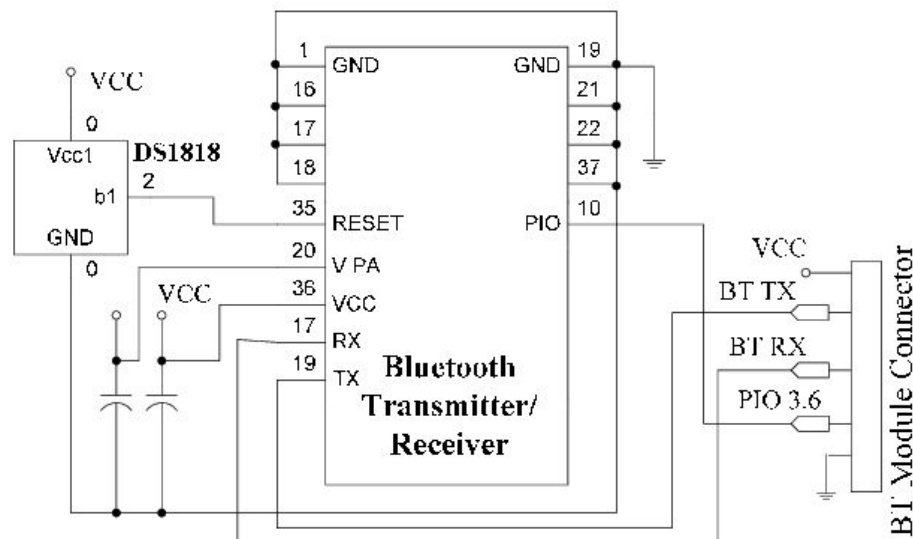 VCC
0
Vcc1
DS1818
b1
2
GND
0
VCC
1
GND
16
17
18
35
RESET
20
V PA
36
VCC
17
RX
19
TX
Bluetooth
Transmitter/
Receiver
19
GND
21
22
37
10
PIO
VCC
BT TX
BT RX
PIO 3.6
BT Module Connector